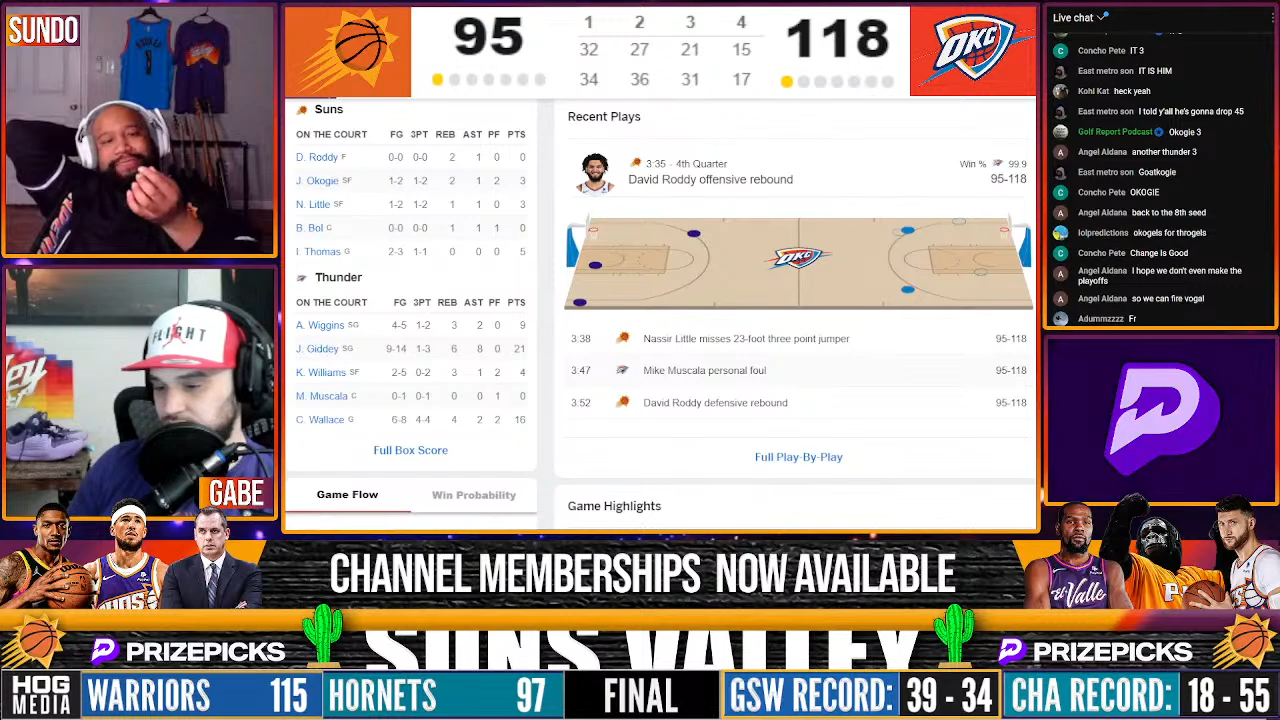 SUNDO
95
1 2 3 4
32 27 21 15
34 36 31 17
118
OKC
Suns
ON THE COURT FG 3PT REB AST PF PTS
D. Roddy F 0-0 0-0 2 1 0 0
J. Okogie SF 1-2 1-2 2 1 2 3
N. Little SF 1-2 1-2 1 1 0 3
B. Bol C 0-0 0-0 1 1 1 0
I. Thomas G 2-3 1-1 0 0 0 5
Thunder
ON THE COURT FG 3PT REB AST PF PTS
A. Wiggins SG 4-5 1-2 3 2 0 9
J. Giddey SG 9-14 1-3 6 8 0 21
K. Williams SF 2-5 0-2 3 1 2 4
M. Muscala C 0-1 0-1 0 0 1 0
C. Wallace G 6-8 4-4 4 2 2 16
Full Box Score
Game Flow
Win Probability
Recent Plays
3:35 - 4th Quarter
Win % 99.9
David Roddy offensive rebound
95-118
OKC
3:38 Nassir Little misses 23-foot three point jumper 95-118
3:47 Mike Muscala personal foul 95-118
3:52 David Roddy defensive rebound 95-118
Full Play-By-Play
Game Highlights
Live chat
Concho Pete IT 3
East metro son IT IS HIM
Kohl Kat heck yeah
East metro son I told y'all he's gonna drop 45
Golf Report Podcast Okogie 3
Angel Aldana another thunder 3
East metro son Goatkogie
Concho Pete OKOGIE
Angel Aldana back to the 8th seed
lolpredictions okogels for throgels
Concho Pete Change Is Good
Angel Aldana I hope we don't even make the
playoffs
Angel Aldana so we can fire vogal
Adummzzzz Fr
FLIGHT
GABE
CHANNEL MEMBERSHIPS NOW AVAILABLE
PRIZEPICKS
SUNS VALLEY
PRIZEPICKS
HOG
MEDIA
WARRIORS 115
HORNETS 97
FINAL
GSW RECORD: 39 - 34
CHA RECORD: 18 - 55